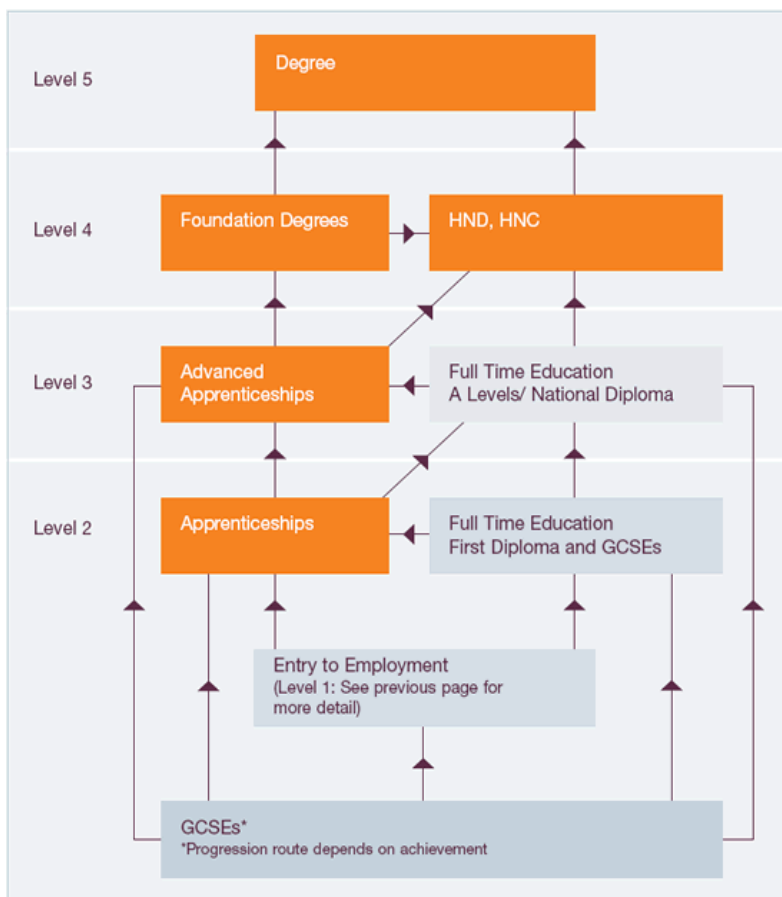 Level 5
Degree
Level 4
Foundation Degrees
HND, HNC
Level 3
Advanced
Apprenticeships
Full Time Education
A Levels/ National Diploma
Level 2
Apprenticeships
Full Time Education
First Diploma and GCSEs
Entry to Employment
(Level 1: See previous page for
more detail)
GCSEs*
*Progression route depends on achievement